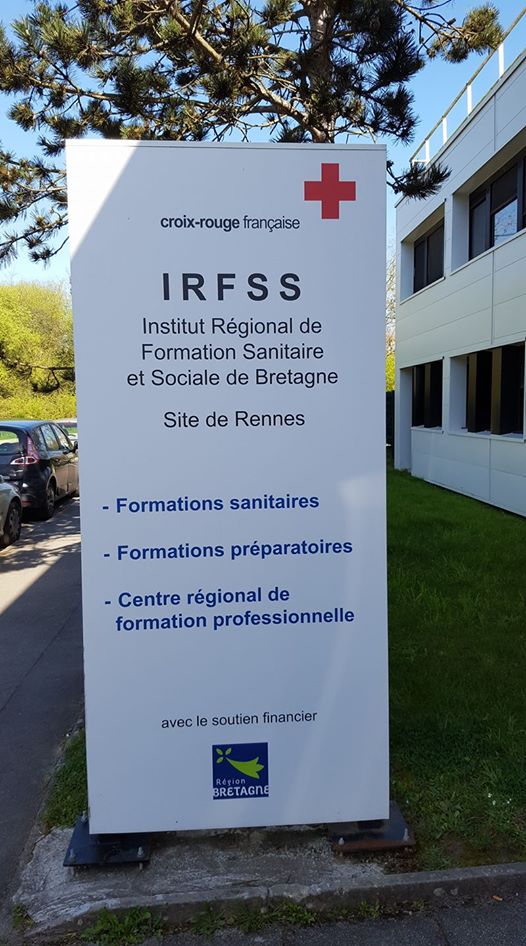 croix-rouge française
IRFSS
Institut Régional de
Formation Sanitaire
et Sociale de Bretagne
Site de Rennes
- Formations sanitaires
- Formations préparatoires
- Centre régional de
formation professionnelle
avec le soutien financier
Région
BRETAGNE